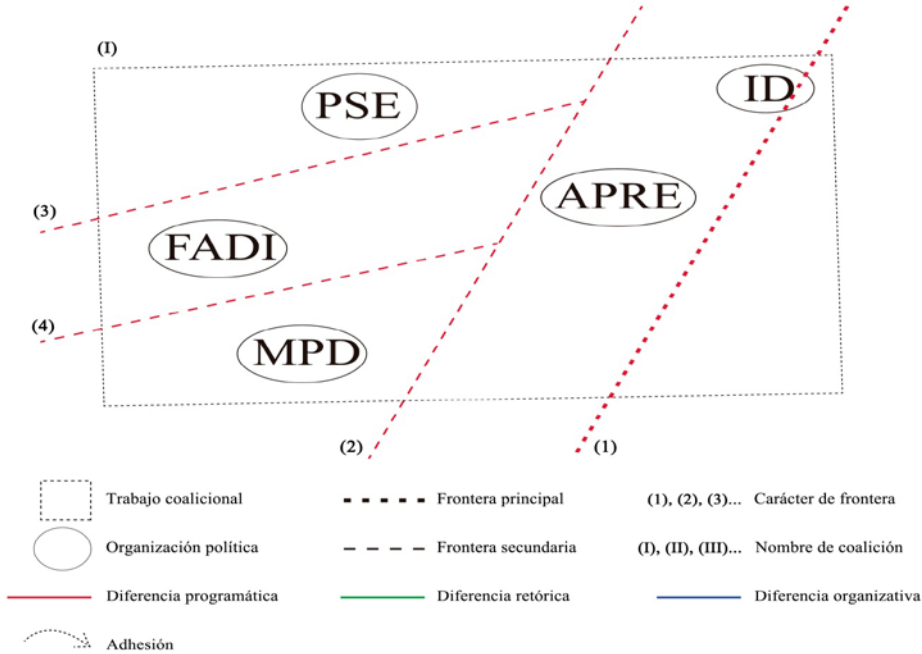 (I)
PSE
ID
APRE
(3)
FADI
(4)
MPD
(2)
(1)
Trabajo coalicional
Frontera principal
(1), (2), (3)... Carácter de frontera
Organización política
Frontera secundaria
(I), (II), (III)... Nombre de coalición
Diferencia programática
Diferencia retórica
Diferencia organizativa
Adhesión